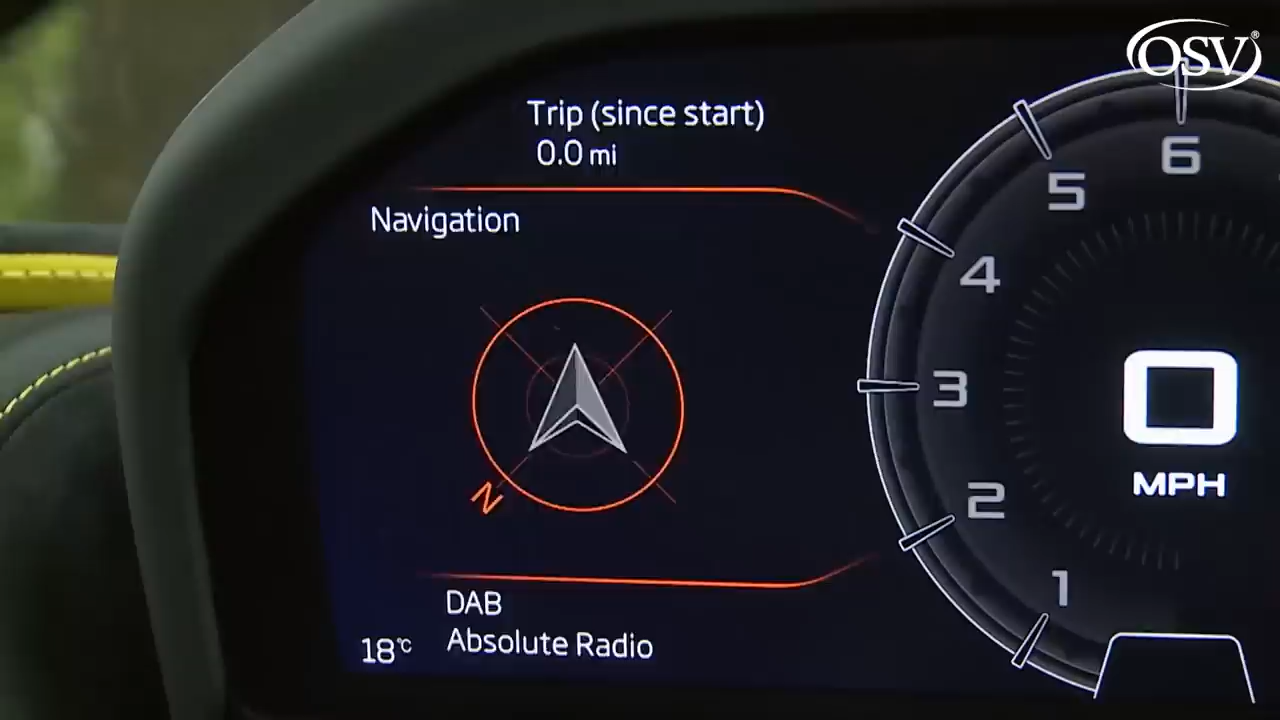 OSV®
Trip (since start)
0.0 mi
Navigation
N
DAB
Absolute Radio
18°C
6
5
4
3
2
1
0
MPH